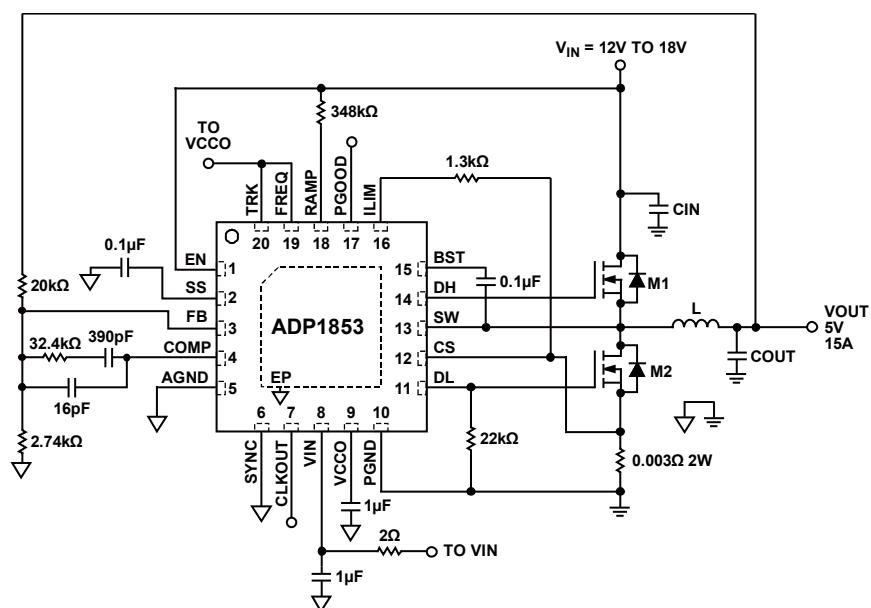 V_IN = 12V TO 18V
348kΩ
TO
VCCO
1.3kΩ
TRK
FREQ
RAMP
PGOOD
ILIM
CIN
20
19
18
17
16
0.1µF
EN
1
15
BST
0.1µF
M1
20kΩ
SS
2
14
DH
L
VOUT
5V
15A
FB
3
ADP1853
13
SW
390pF
32.4kΩ
COMP
4
12
CS
COUT
M2
16pF
AGND
5
EP
11
DL
6
7
8
9
10
2.74kΩ
SYNC
CLKOUT
VIN
VCCO
PGND
22kΩ
0.003Ω 2W
1µF
2Ω
TO VIN
1µF